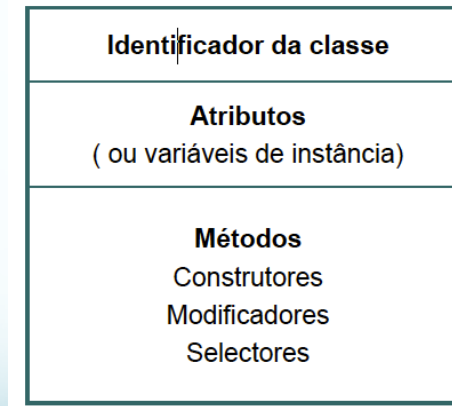 Identificador da classe
Atributos
( ou variáveis de instância)
Métodos
Construtores
Modificadores
Selectores